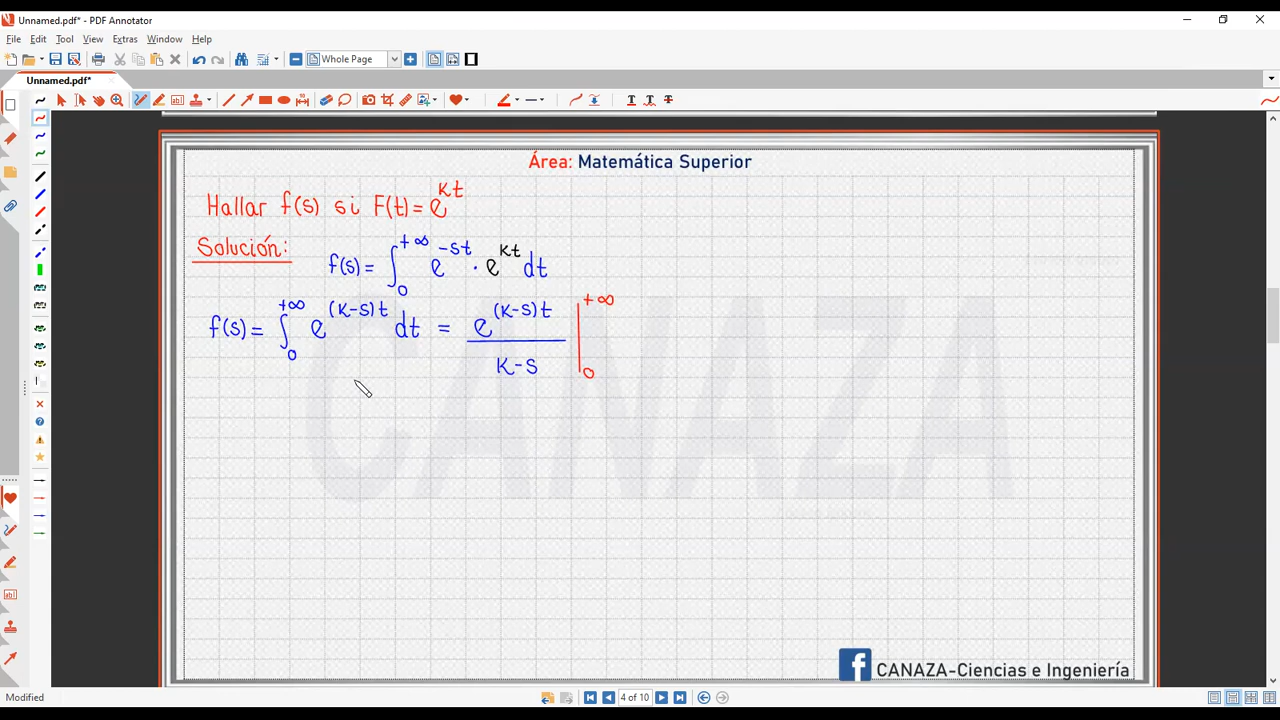 Unnamed.pdf* - PDF Annotator
File Edit Tool View Extras Window Help
Whole Page
Unnamed.pdf*
Área: Matemática Superior
Hallar f(s) si F(t) = e^{Kt}
Solución:
f(s) = ∫_0^{+∞} e^{-st} · e^{Kt} dt
f(s) = ∫_0^{+∞} e^{(K-s)t} dt = \frac{e^{(K-s)t}}{K-s} |_0^{+∞}
CANAZA
CANAZA-Ciencias e Ingeniería
Modified
4 of 10